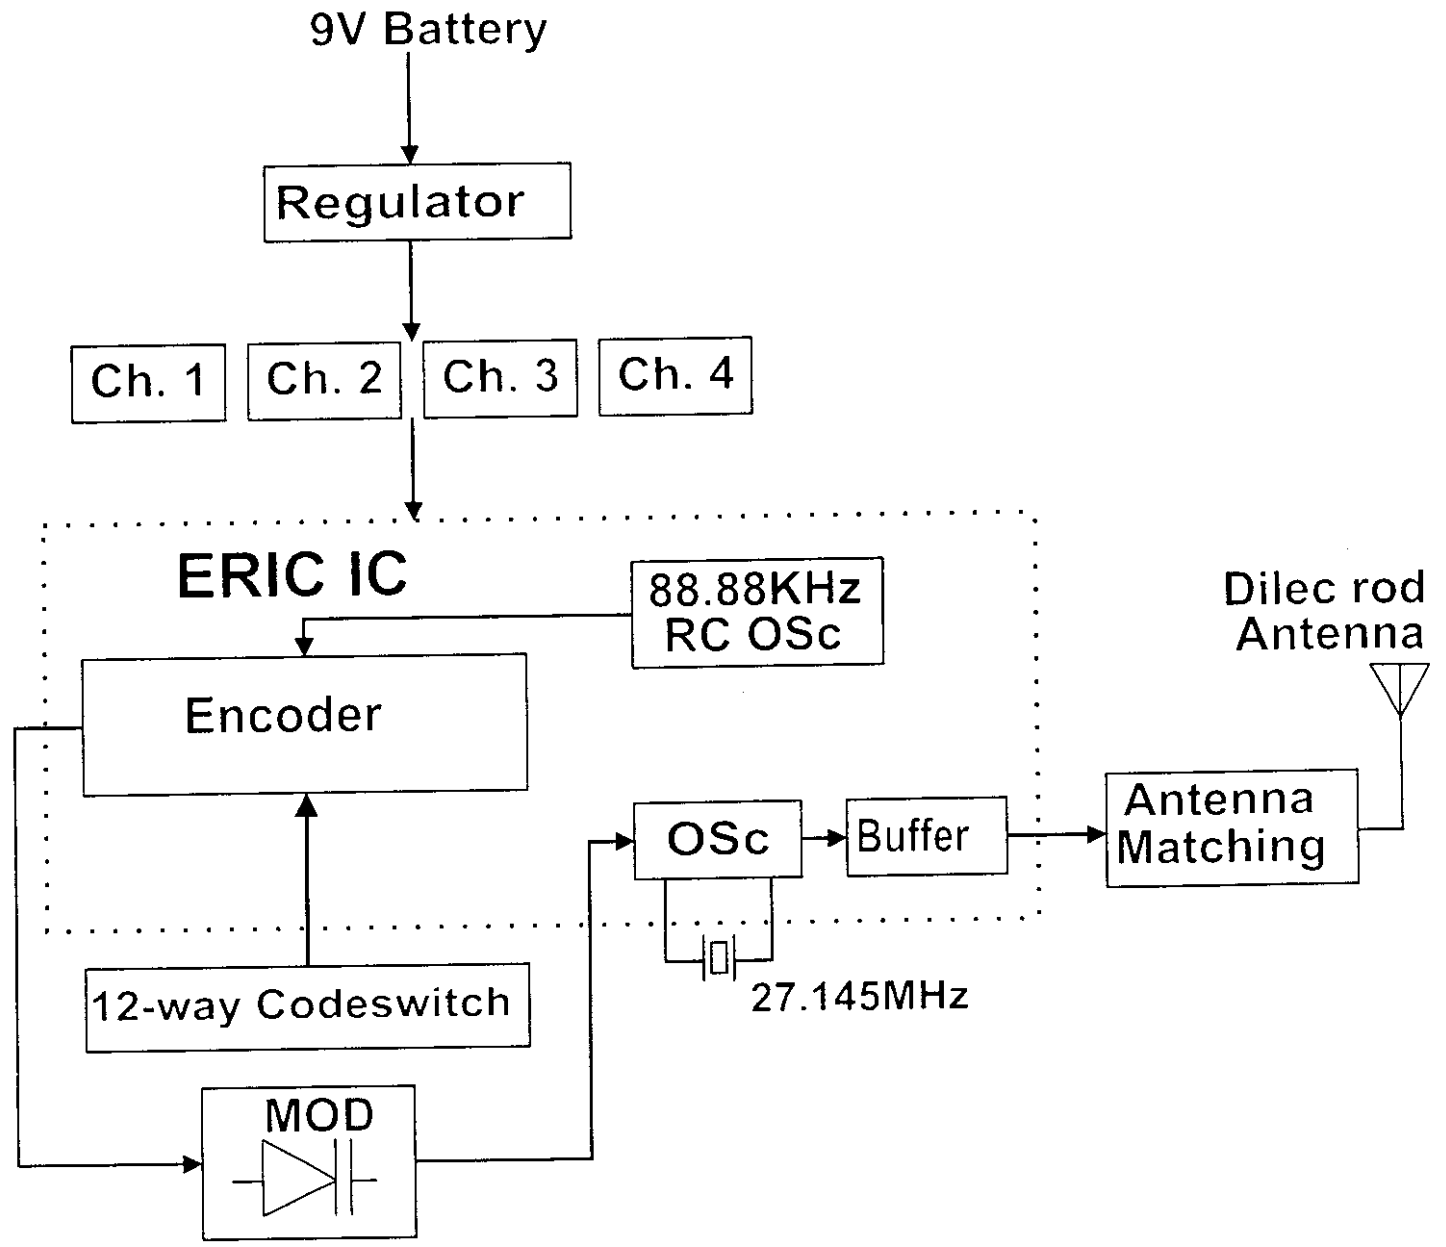 9V Battery
Regulator
Ch. 1
Ch. 2
Ch. 3
Ch. 4
ERIC IC
88.88KHz
RC OSc
Dilec rod
Antenna
Encoder
OSc
Buffer
Antenna
Matching
12-way Codeswitch
27.145MHz
MOD